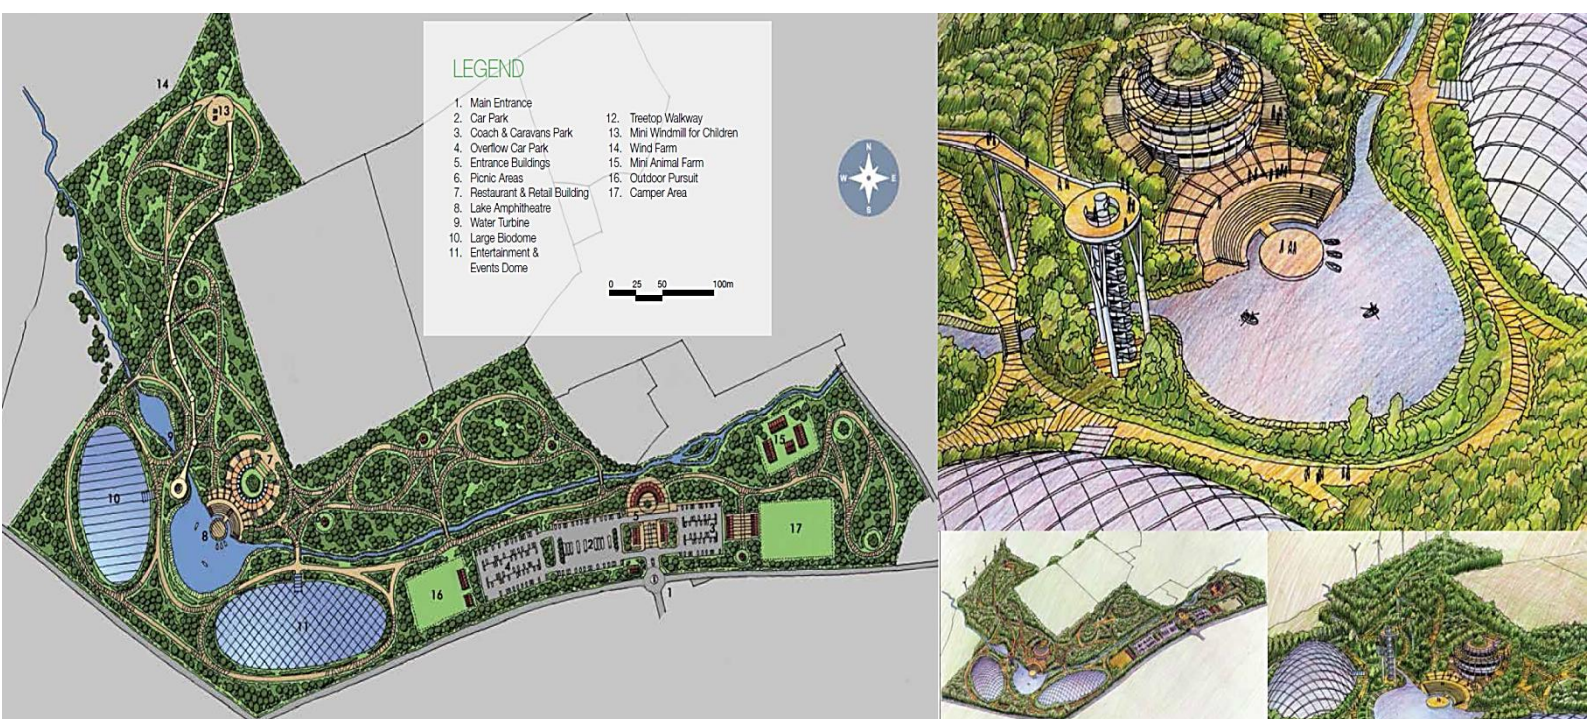 LEGEND
1. Main Entrance
2. Car Park
3. Coach & Caravans Park
4. Overflow Car Park
5. Entrance Buildings
6. Picnic Areas
7. Restaurant & Retail Building
8. Lake Amphitheatre
9. Water Turbine
10. Large Biodome
11. Entertainment &
Events Dome
12. Treetop Walkway
13. Mini Windmill for Children
14. Wind Farm
15. Mini Animal Farm
16. Outdoor Pursuit
17. Camper Area
0 25 50 100m
N
W E
S
14
13
9
7
10
8
11
15
17
5
3
2
4
16
1